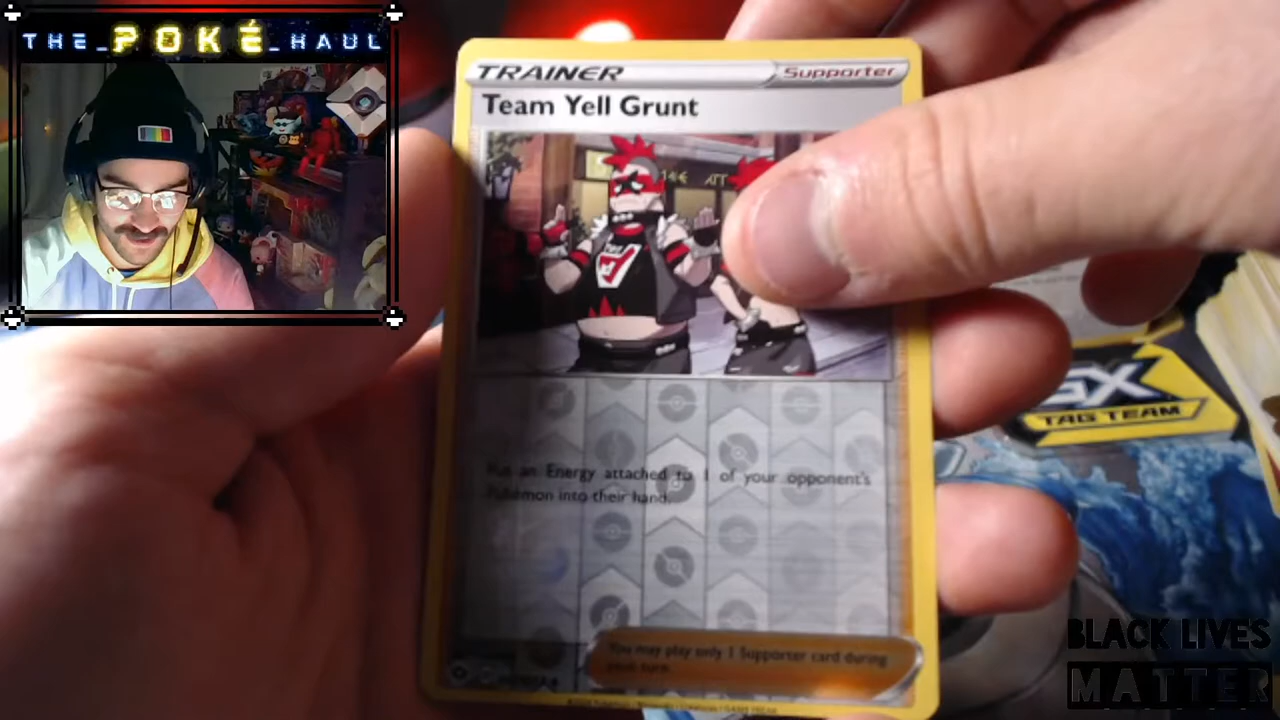 THE_POKÉ_HAUL
TRAINER
Supporter
Team Yell Grunt
Put an Energy attached to 1 of your opponent's
Pokémon into their hand.
You may play only 1 Supporter card during
your turn.
GX
TAG TEAM
BLACK LIVES
MATTER